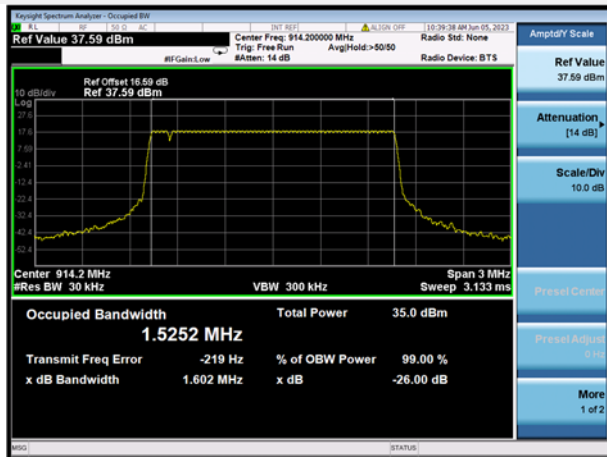 Keysight Spectrum Analyzer - Occupied BW
RL RF 50 Ω AC INT REF ALIGN OFF 10:39:38 AM Jun 05, 2023
Ref Value 37.59 dBm Center Freq: 914.200000 MHz Radio Std: None
Trig: Free Run Avg|Hold:>50/50
#IFGain:Low #Atten: 14 dB Radio Device: BTS
Ref Offset 16.59 dB
10 dB/div Ref 37.59 dBm
Log
27.6
17.6
7.59
-2.41
-12.4
-22.4
-32.4
-42.4
-52.4
Center 914.2 MHz Span 3 MHz
#Res BW 30 kHz VBW 300 kHz Sweep 3.133 ms
Occupied Bandwidth Total Power 35.0 dBm
1.5252 MHz
Transmit Freq Error -219 Hz % of OBW Power 99.00 %
x dB Bandwidth 1.602 MHz x dB -26.00 dB
MSG STATUS
Amptd/Y Scale
Ref Value
37.59 dBm
Attenuation
[14 dB]
Scale/Div
10.0 dB
Presel Center
Presel Adjust
0 Hz
More
1 of 2